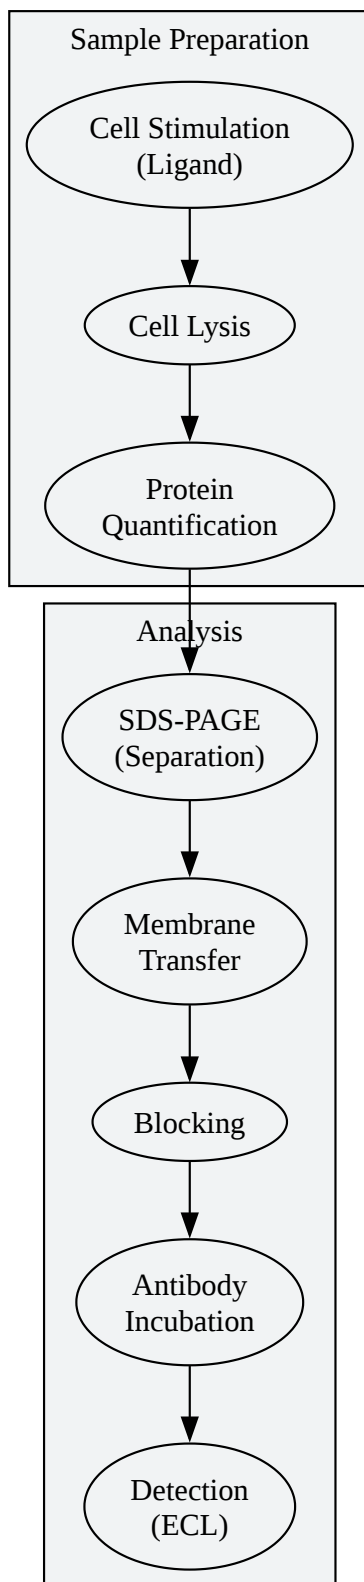 Sample Preparation
Cell Stimulation
(Ligand)
Cell Lysis
Protein
Quantification
Analysis
SDS-PAGE
(Separation)
Membrane
Transfer
Blocking
Antibody
Incubation
Detection
(ECL)